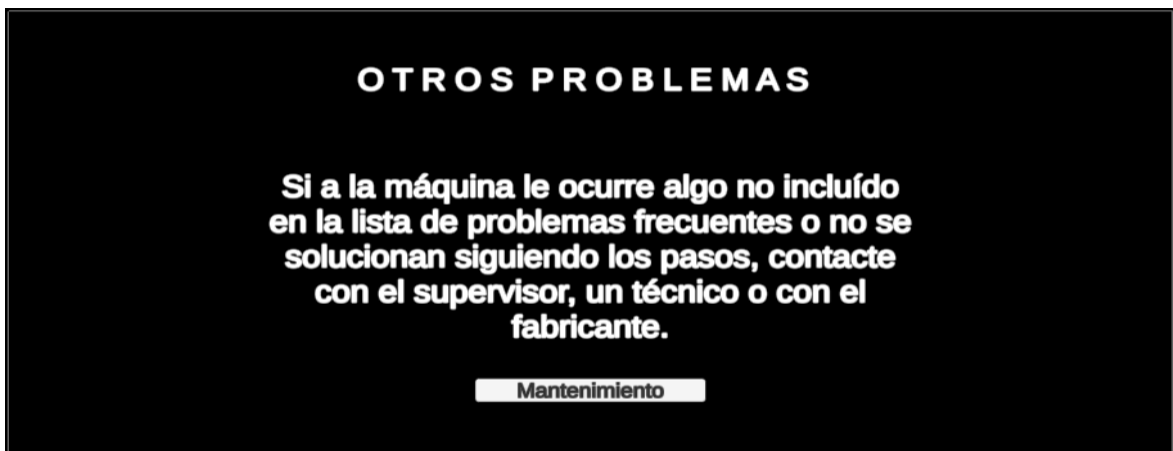 OTROS PROBLEMAS
Si a la máquina le ocurre algo no incluído
en la lista de problemas frecuentes o no se
solucionan siguiendo los pasos, contacte
con el supervisor, un técnico o con el
fabricante.
Mantenimiento